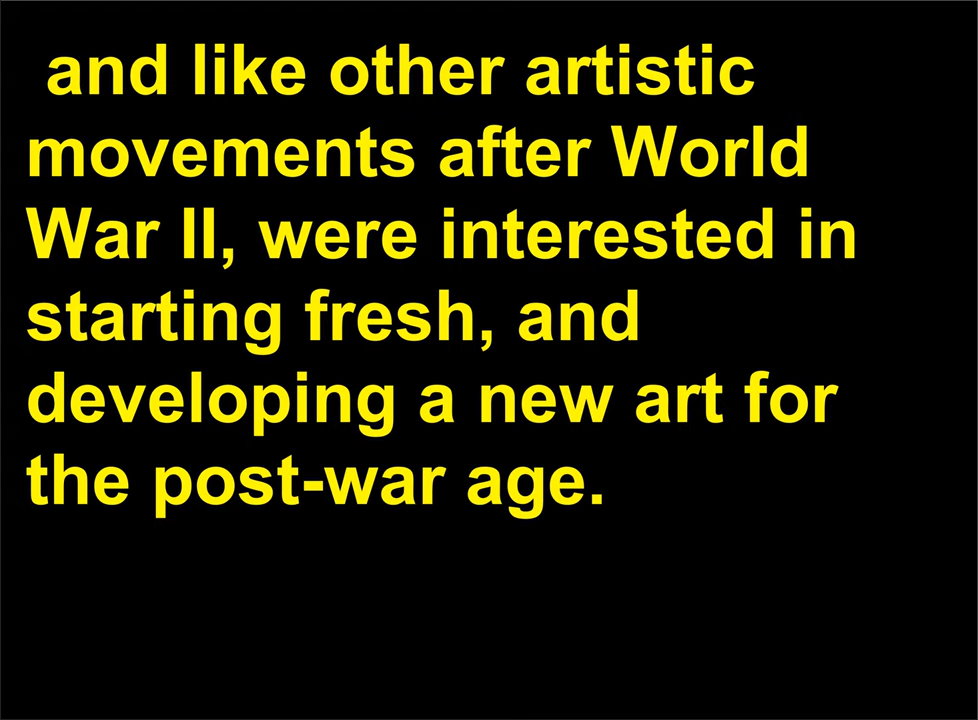 and like other artistic
movements after World
War II, were interested in
starting fresh, and
developing a new art for
the post-war age.